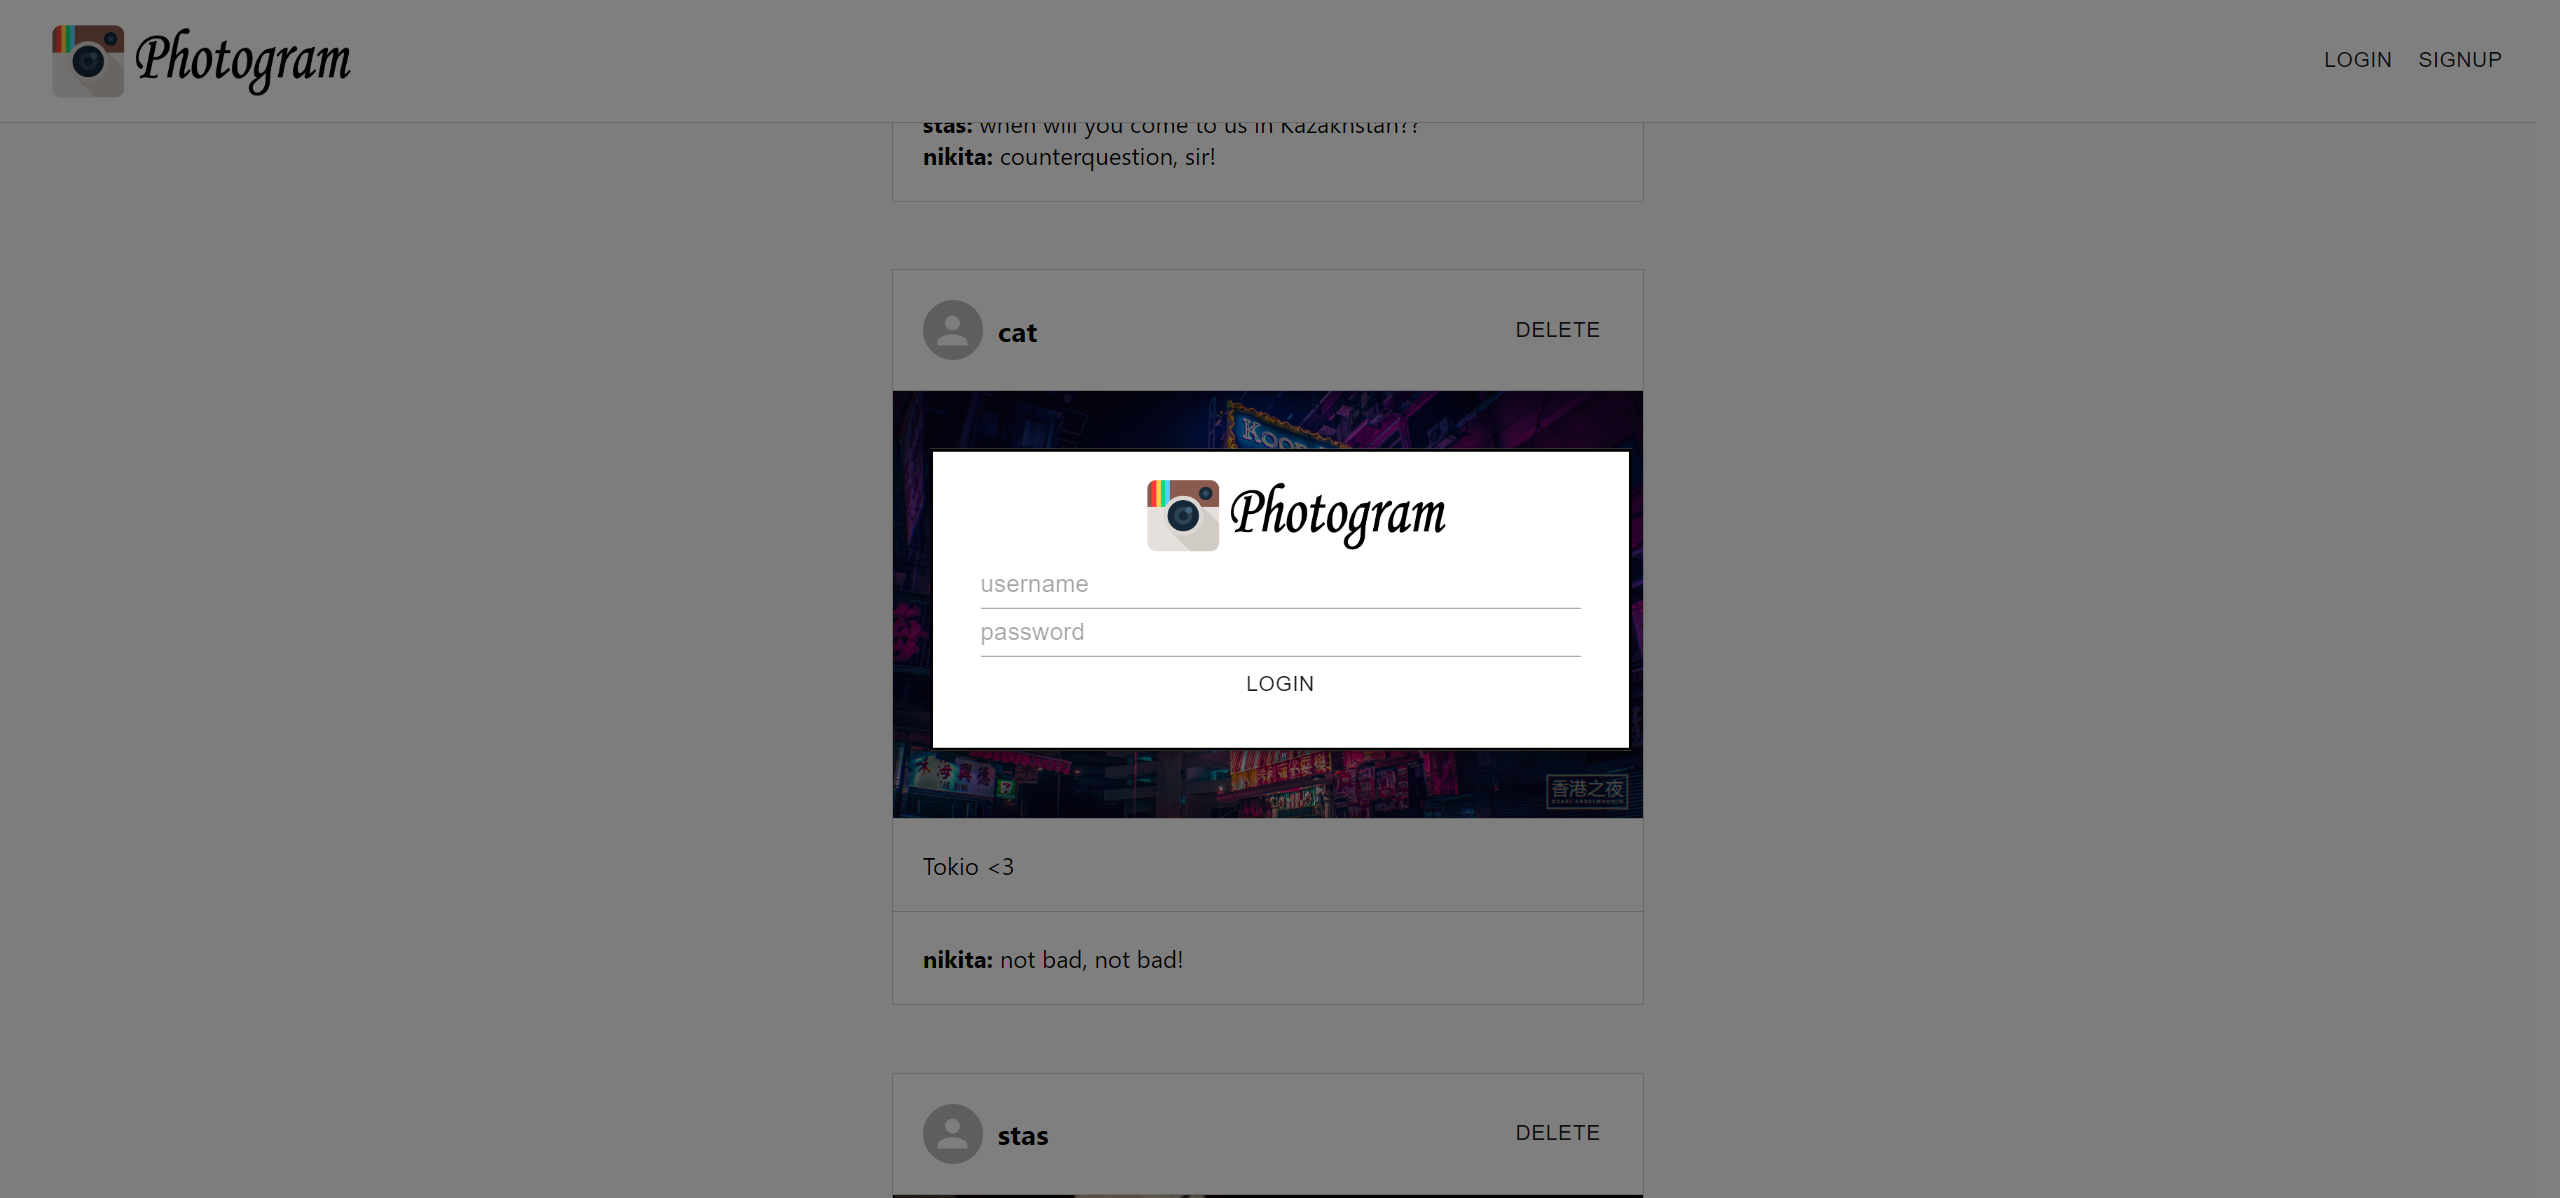 Photogram
LOGIN SIGNUP
stas: when will you come to us in Kazakhstan??
nikita: counterquestion, sir!
cat
DELETE
Photogram
username
password
LOGIN
香港之夜
Tokio <3
nikita: not bad, not bad!
stas
DELETE